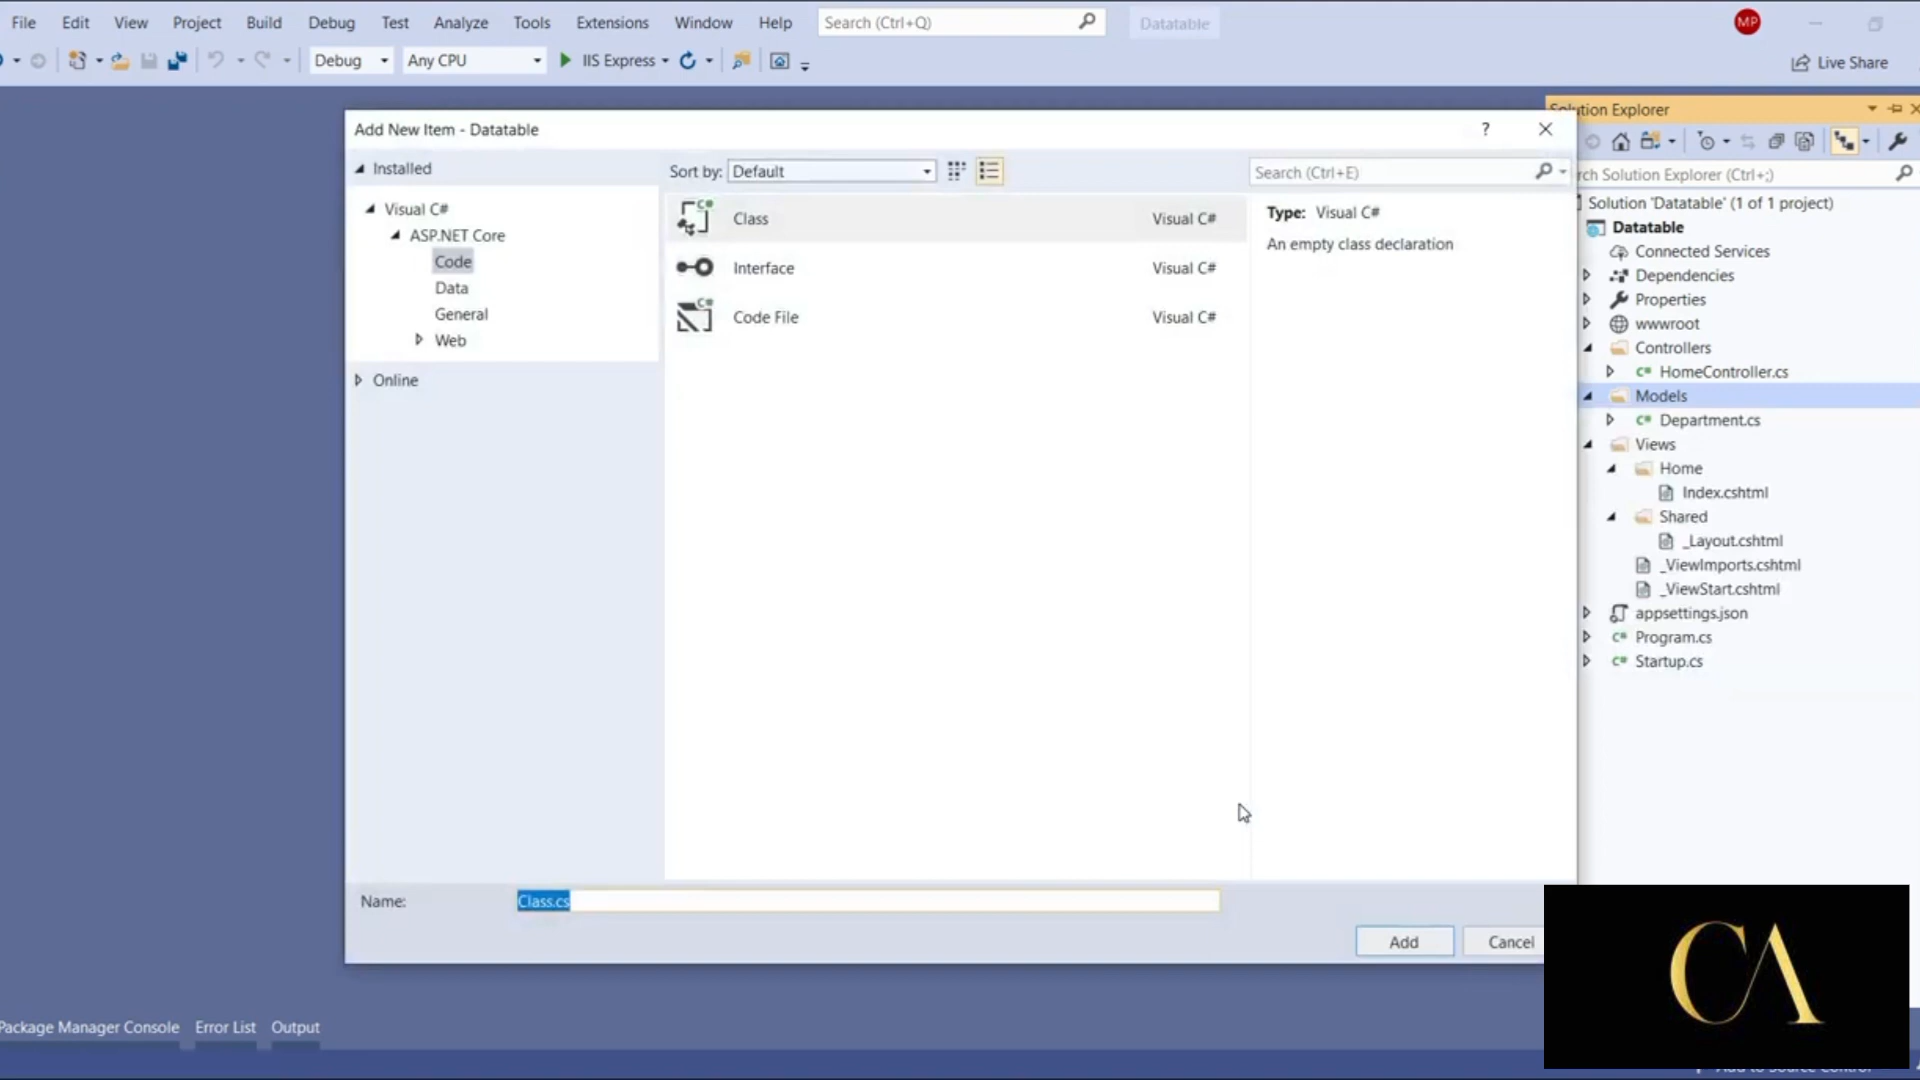 File Edit View Project Build Debug Test Analyze Tools Extensions Window Help Search (Ctrl+Q) Datatable MP
Debug Any CPU IIS Express Live Share
Add New Item - Datatable ?
Installed
Sort by: Default
Search (Ctrl+E)
Visual C#
ASP.NET Core
Code
Data
General
Web
Online
Class Visual C#
Interface Visual C#
Code File Visual C#
Type: Visual C#
An empty class declaration
Name: Class.cs
Add Cancel
Solution Explorer
Solution Explorer (Ctrl+;)
Solution 'Datatable' (1 of 1 project)
Datatable
Connected Services
Dependencies
Properties
wwwroot
Controllers
C# HomeController.cs
Models
C# Department.cs
Views
Home
Index.cshtml
Shared
_Layout.cshtml
_ViewImports.cshtml
_ViewStart.cshtml
appsettings.json
C# Program.cs
C# Startup.cs
CA
Package Manager Console Error List Output